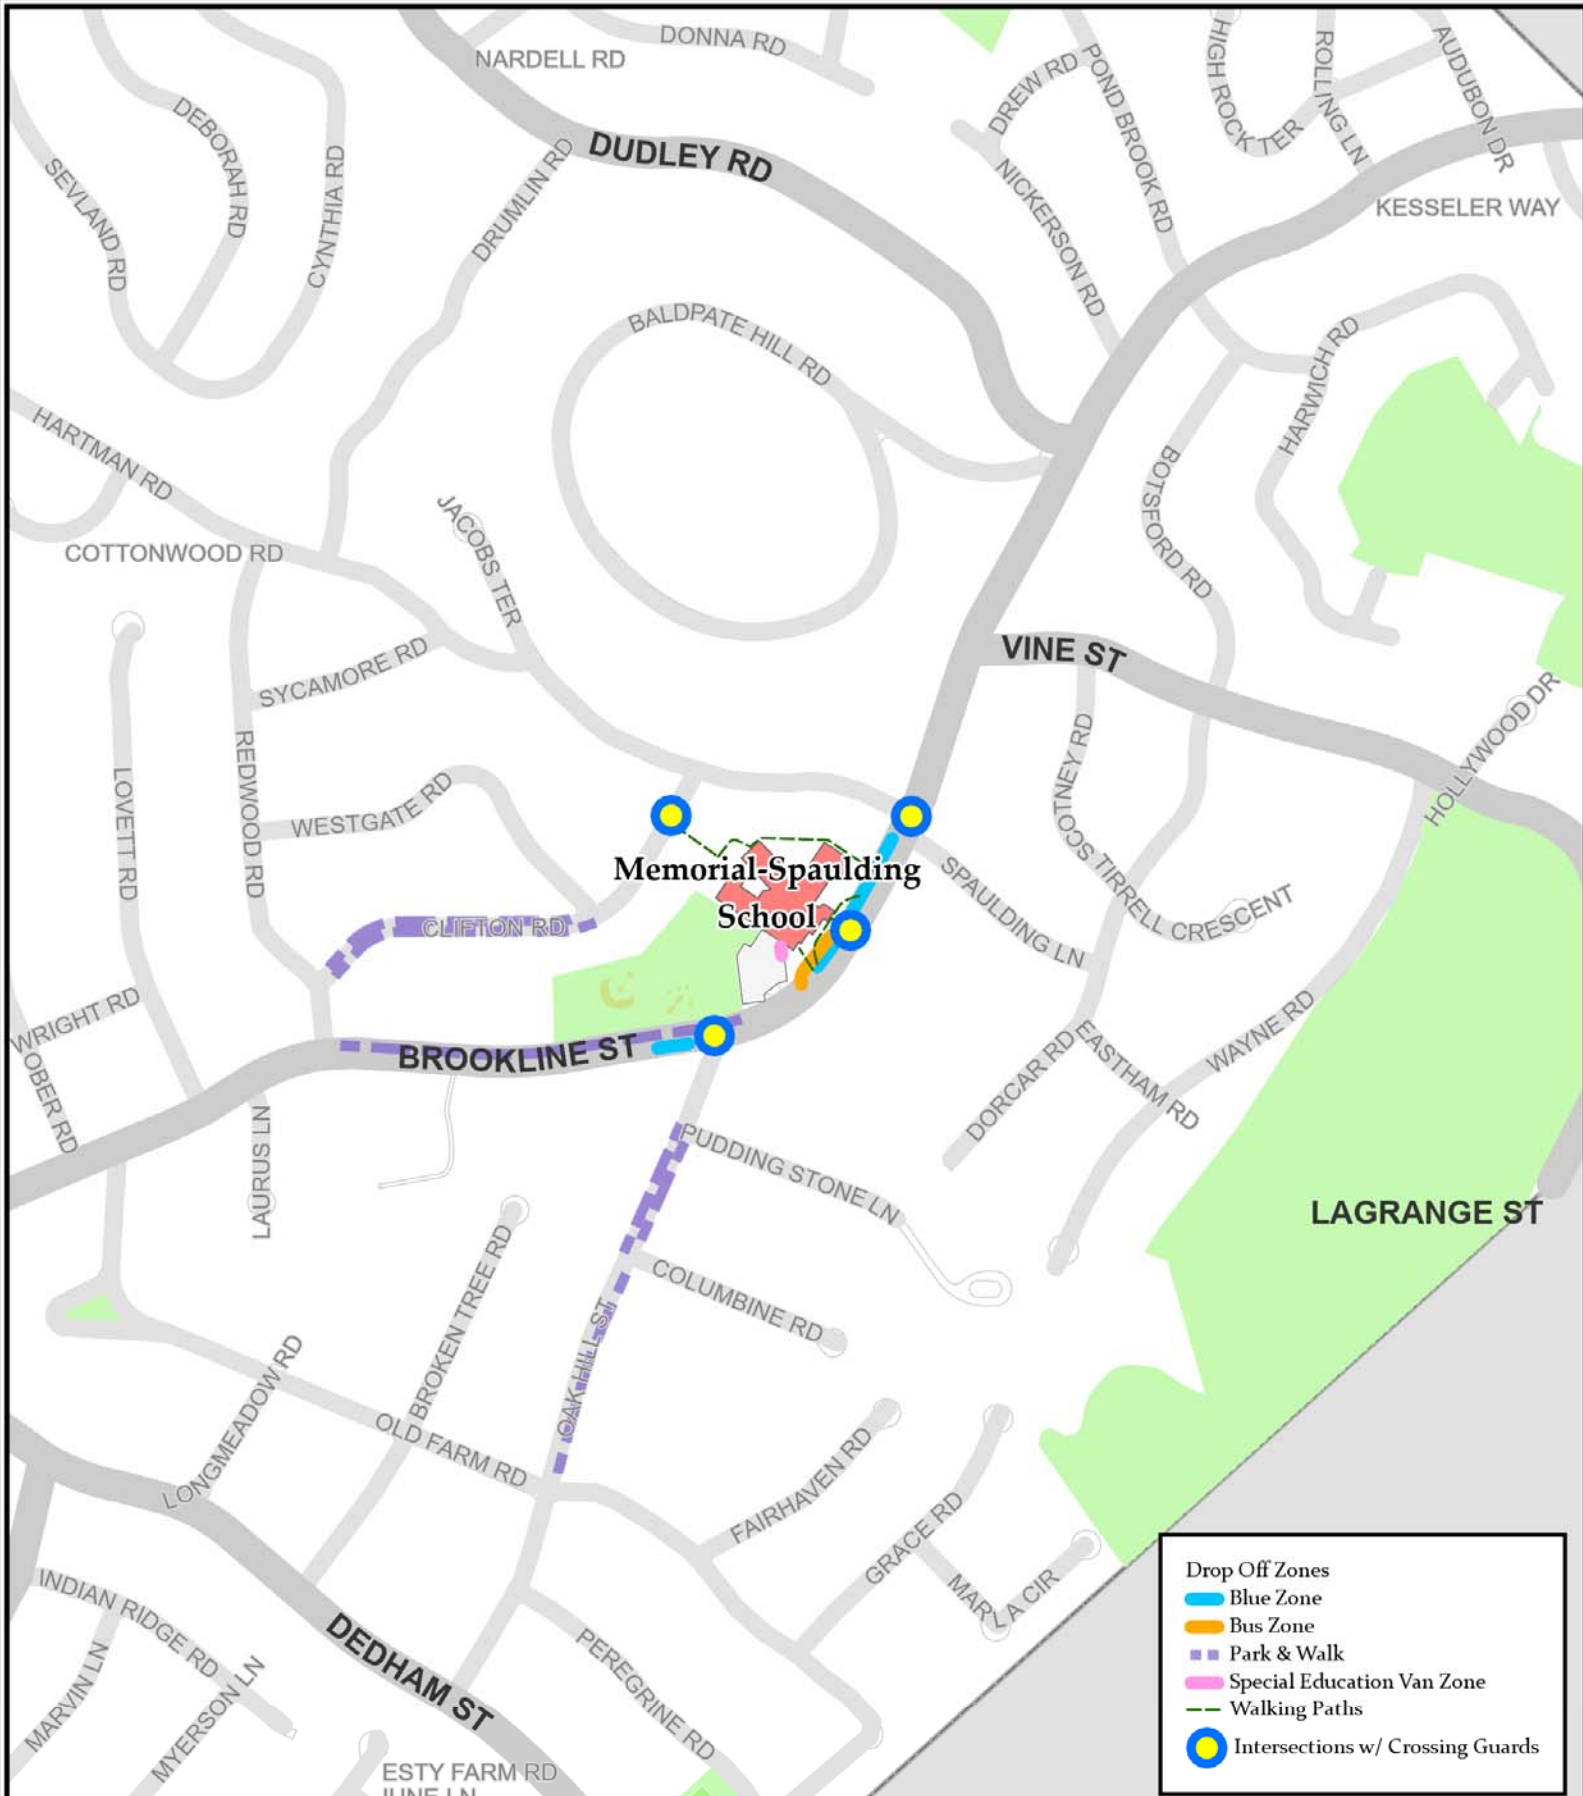 DONNA RD
NARDELL RD
DREW RD
POND BROOK RD
HIGH ROCK TER
ROLLING LN
AUDUBON DR
DEBORAH RD
SEVLAND RD
CYNTHIA RD
DRUMLIN RD
DUDLEY RD
NICKERSON RD
KESSELER WAY
BALDPATE HILL RD
HARWICH RD
HARTMAN RD
COTTONWOOD RD
JACOBS TER
BOTSFORD RD
SYCAMORE RD
VINE ST
HOLLYWOOD DR
LOVETT RD
REDWOOD RD
WESTGATE RD
SCOTNEY RD
TIRRELL CRESCENT
Memorial-Spaulding
School
SPAULDING LN
CLIFTON RD
WRIGHT RD
OBER RD
BROOKLINE ST
LAURUS LN
DORCAR RD
EASTHAM RD
WAYNE RD
PUDDING STONE LN
LAGRANGE ST
BROKEN TREE RD
COLUMBINE RD
OAK HILL ST
LONGMEADOW RD
OLD FARM RD
FAIRHAVEN RD
GRACE RD
MARLA CIR
INDIAN RIDGE RD
MARVIN LN
MYERSON LN
DEDHAM ST
PEREGRINE RD
ESTY FARM RD
JUNE LN
Drop Off Zones
Blue Zone
Bus Zone
Park & Walk
Special Education Van Zone
Walking Paths
Intersections w/ Crossing Guards